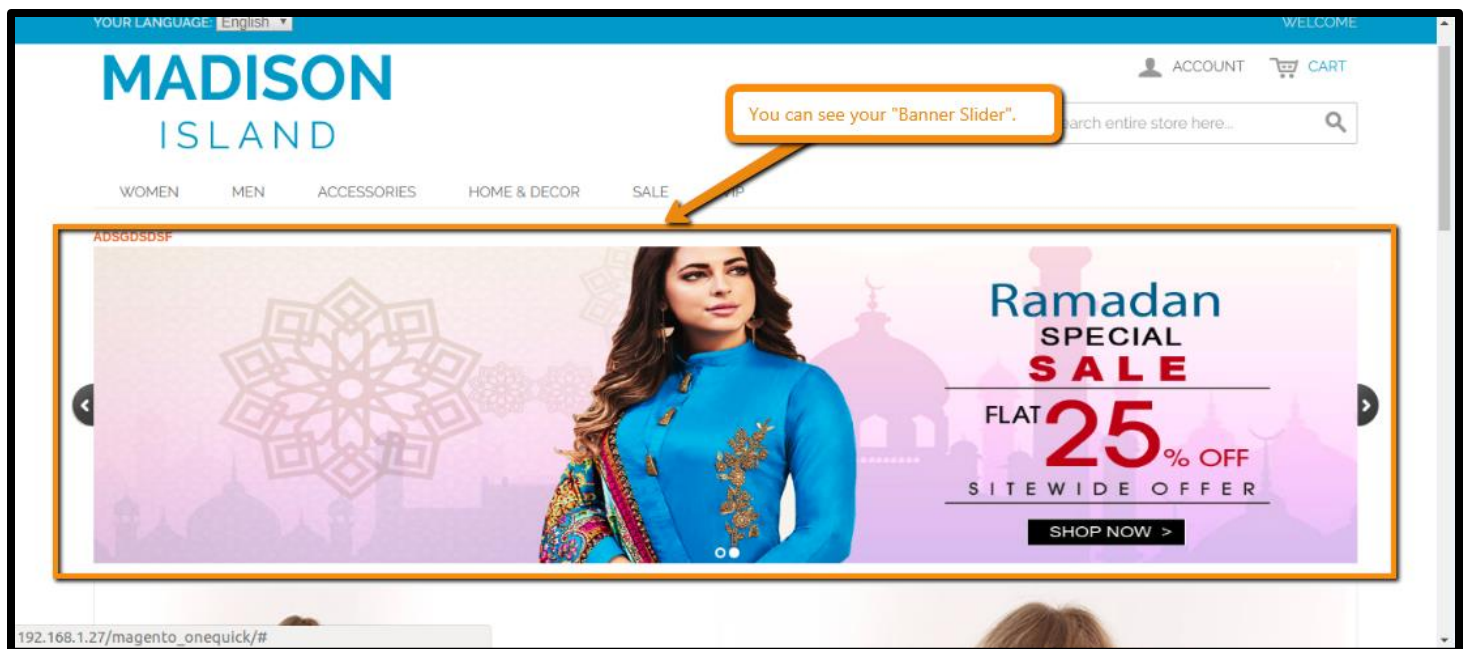 YOUR LANGUAGE: English
WELCOME
MADISON
ISLAND
ACCOUNT
CART
You can see your "Banner Slider".
earch entire store here...
WOMEN MEN ACCESSORIES HOME & DECOR SALE
ADSGDSDSF
Ramadan
SPECIAL
SALE
FLAT 25% OFF
SITEWIDE OFFER
SHOP NOW >
192.168.1.27/magento_onequick/#